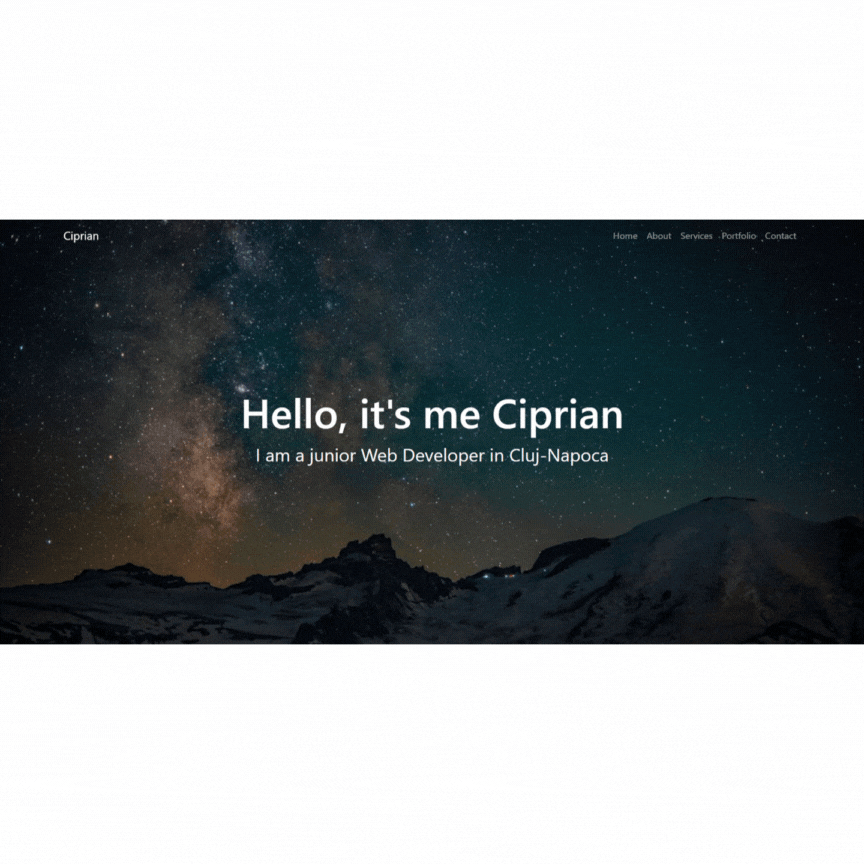 Ciprian
Home About Services Portfolio Contact
Hello, it's me Ciprian
I am a junior Web Developer in Cluj-Napoca